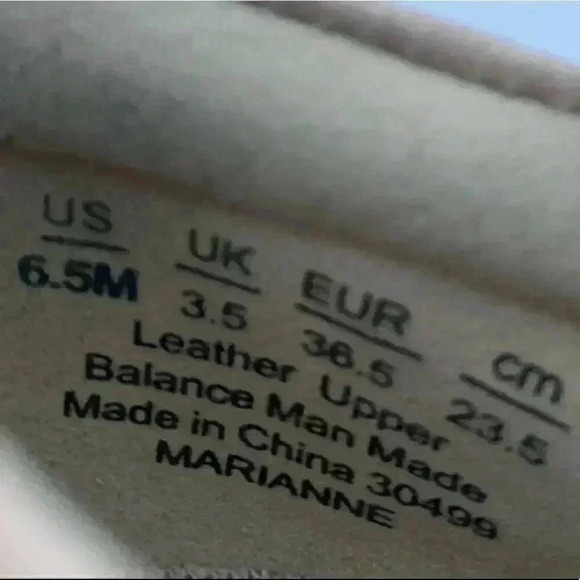 US UK EUR cm
6.5M 3.5 36.5 23.5
Leather Upper
Balance Man Made
Made in China 30499
MARIANNE